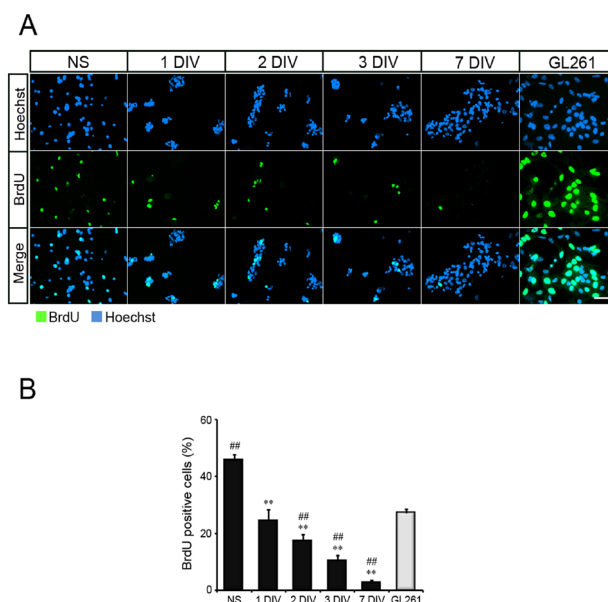 A
NS 1 DIV 2 DIV 3 DIV 7 DIV GL261
Hoechst
BrdU
Merge
BrdU Hoechst
B
BrdU positive cells (%)
60
40
20
0
##
**
##
**
##
**
##
**
NS 1 DIV 2 DIV 3 DIV 7 DIV GL261